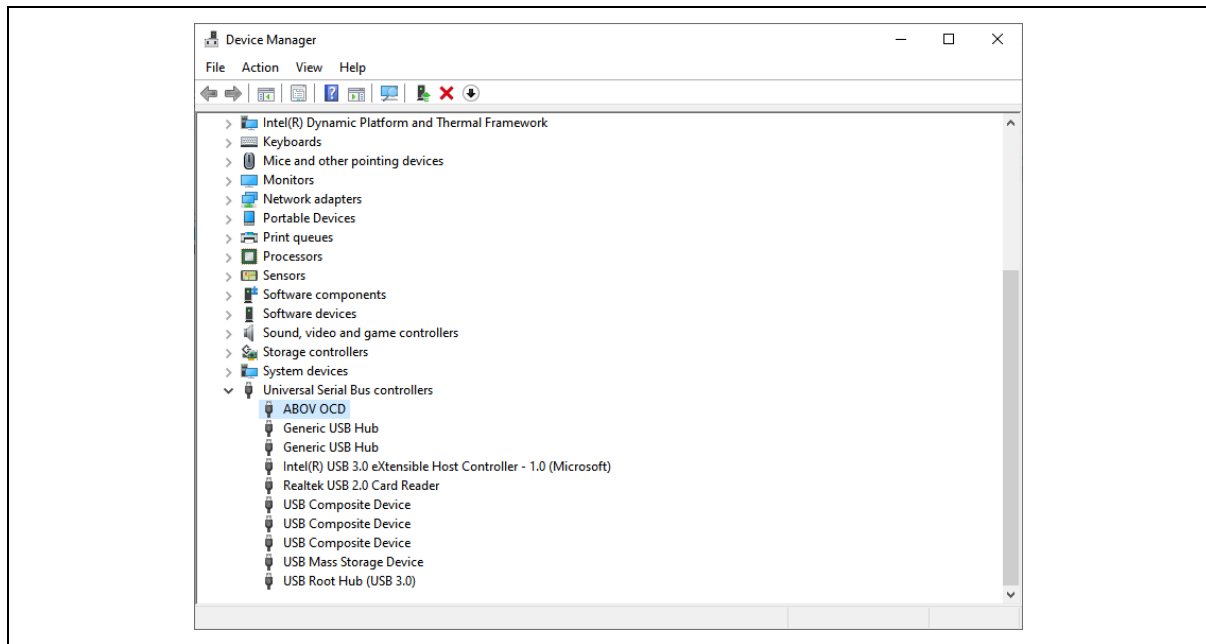 Device Manager
File Action View Help
Intel(R) Dynamic Platform and Thermal Framework
Keyboards
Mice and other pointing devices
Monitors
Network adapters
Portable Devices
Print queues
Processors
Sensors
Software components
Software devices
Sound, video and game controllers
Storage controllers
System devices
Universal Serial Bus controllers
ABOV OCD
Generic USB Hub
Generic USB Hub
Intel(R) USB 3.0 eXtensible Host Controller - 1.0 (Microsoft)
Realtek USB 2.0 Card Reader
USB Composite Device
USB Composite Device
USB Composite Device
USB Mass Storage Device
USB Root Hub (USB 3.0)